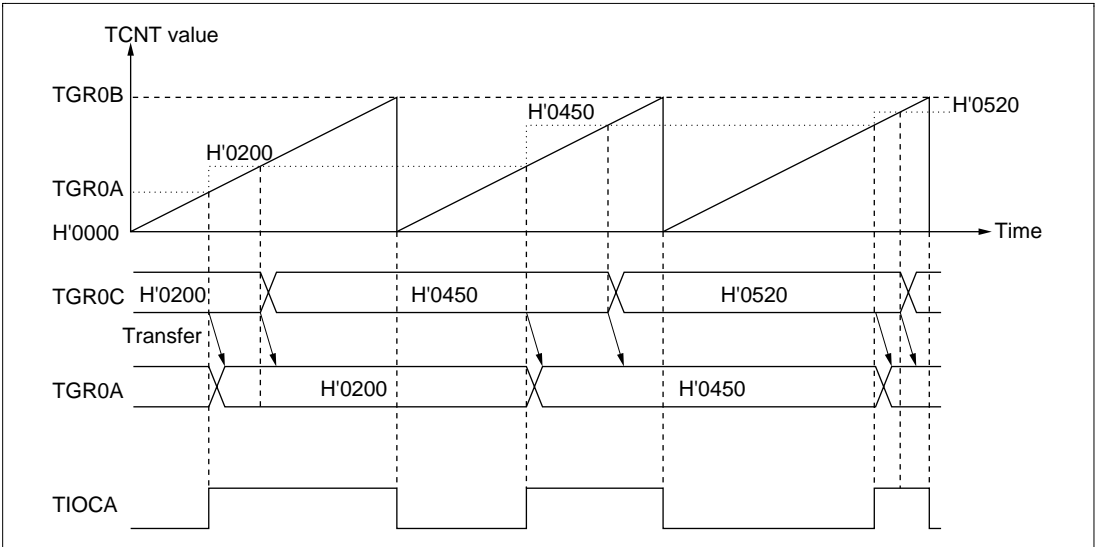 TCNT value
TGR0B
H'0520
H'0450
H'0200
TGR0A
H'0000
Time
TGR0C H'0200 H'0450 H'0520
Transfer
TGR0A H'0200 H'0450
TIOCA